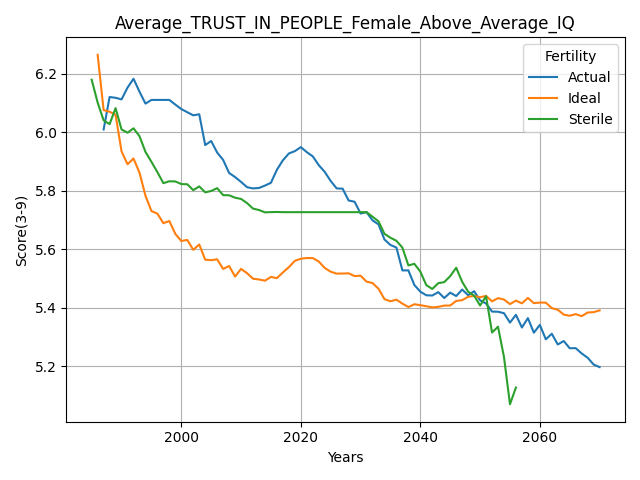 Average_TRUST_IN_PEOPLE_Female_Above_Average_IQ
Fertility
Actual
Ideal
Sterile
Score(3-9)
6.2
6.0
5.8
5.6
5.4
5.2
2000
2020
2040
2060
Years